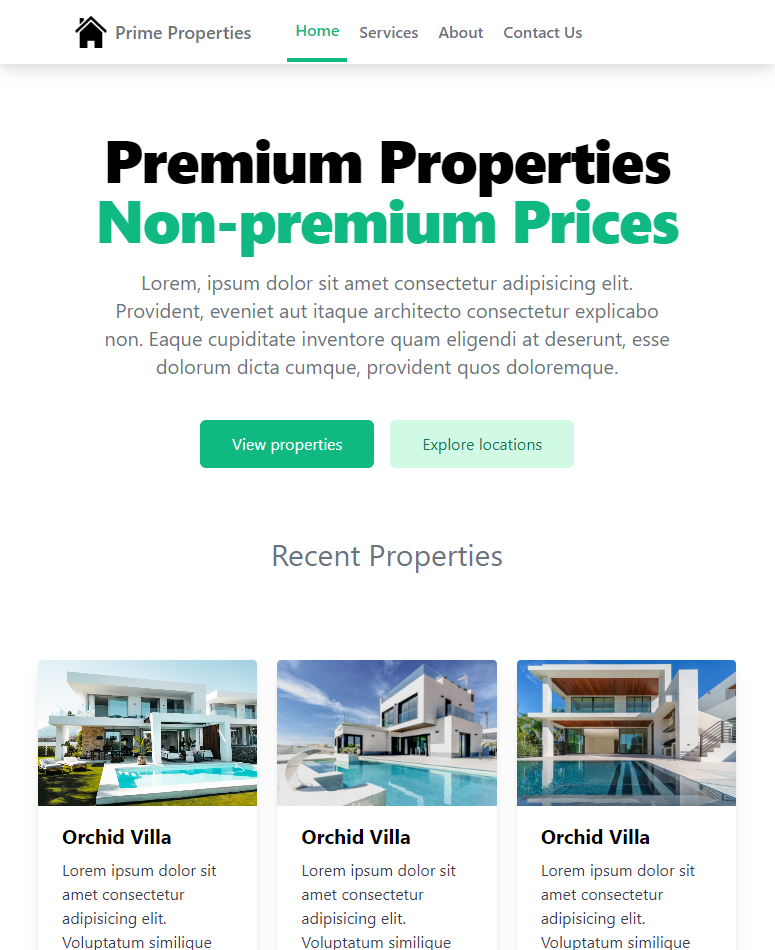 Prime Properties
Home
Services
About
Contact Us
Premium Properties
Non-premium Prices
Lorem, ipsum dolor sit amet consectetur adipisicing elit.
Provident, eveniet aut itaque architecto consectetur explicabo
non. Eaque cupiditate inventore quam eligendi at deserunt, esse
dolorum dicta cumque, provident quos doloremque.
View properties
Explore locations
Recent Properties
Orchid Villa
Lorem ipsum dolor sit
amet consectetur
adipisicing elit.
Voluptatum similique
Orchid Villa
Lorem ipsum dolor sit
amet consectetur
adipisicing elit.
Voluptatum similique
Orchid Villa
Lorem ipsum dolor sit
amet consectetur
adipisicing elit.
Voluptatum similique